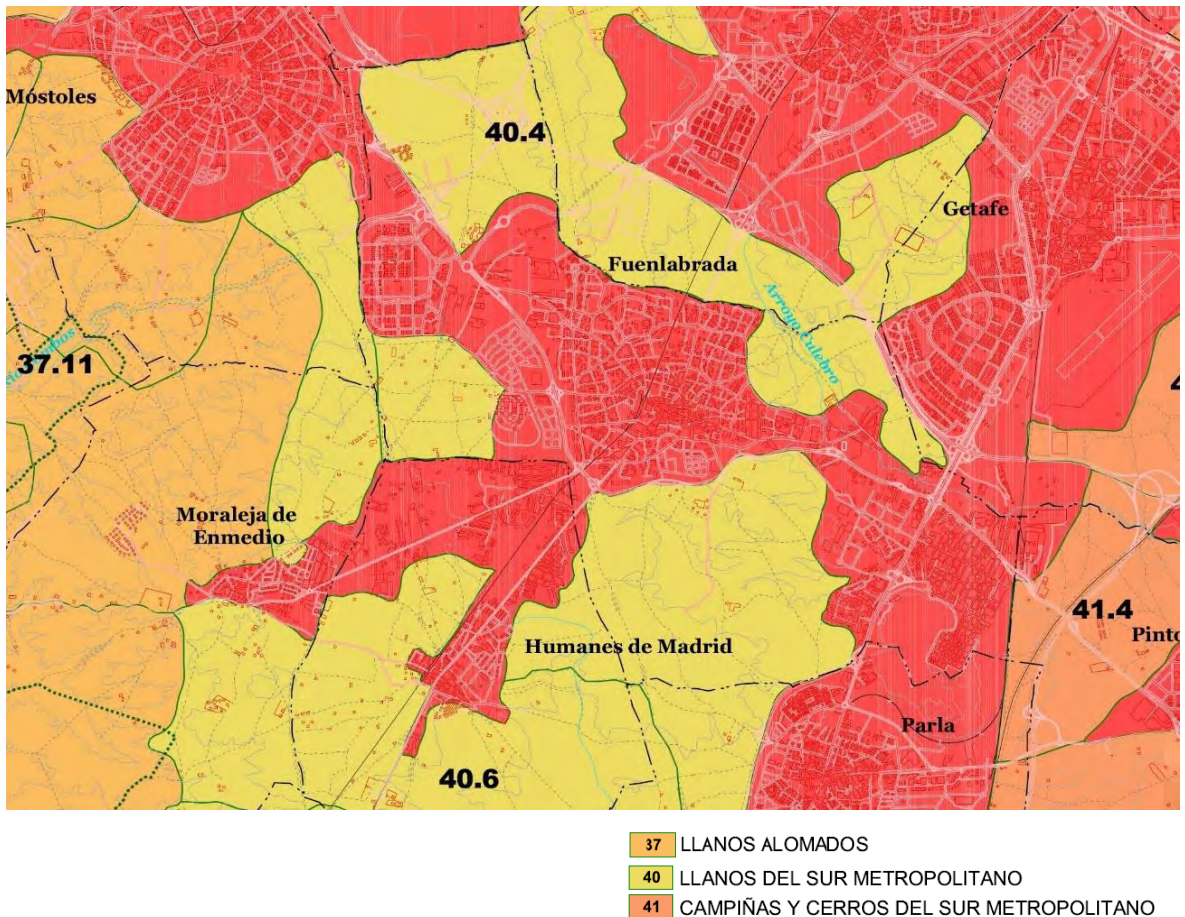 Móstoles
40.4
Getafe
Fuenlabrada
Arroyo Culebro
37.11
Moraleja de
Enmedio
41.4
Pinto
Humanes de Madrid
Parla
40.6
37 LLANOS ALOMADOS
40 LLANOS DEL SUR METROPOLITANO
41 CAMPIÑAS Y CERROS DEL SUR METROPOLITANO